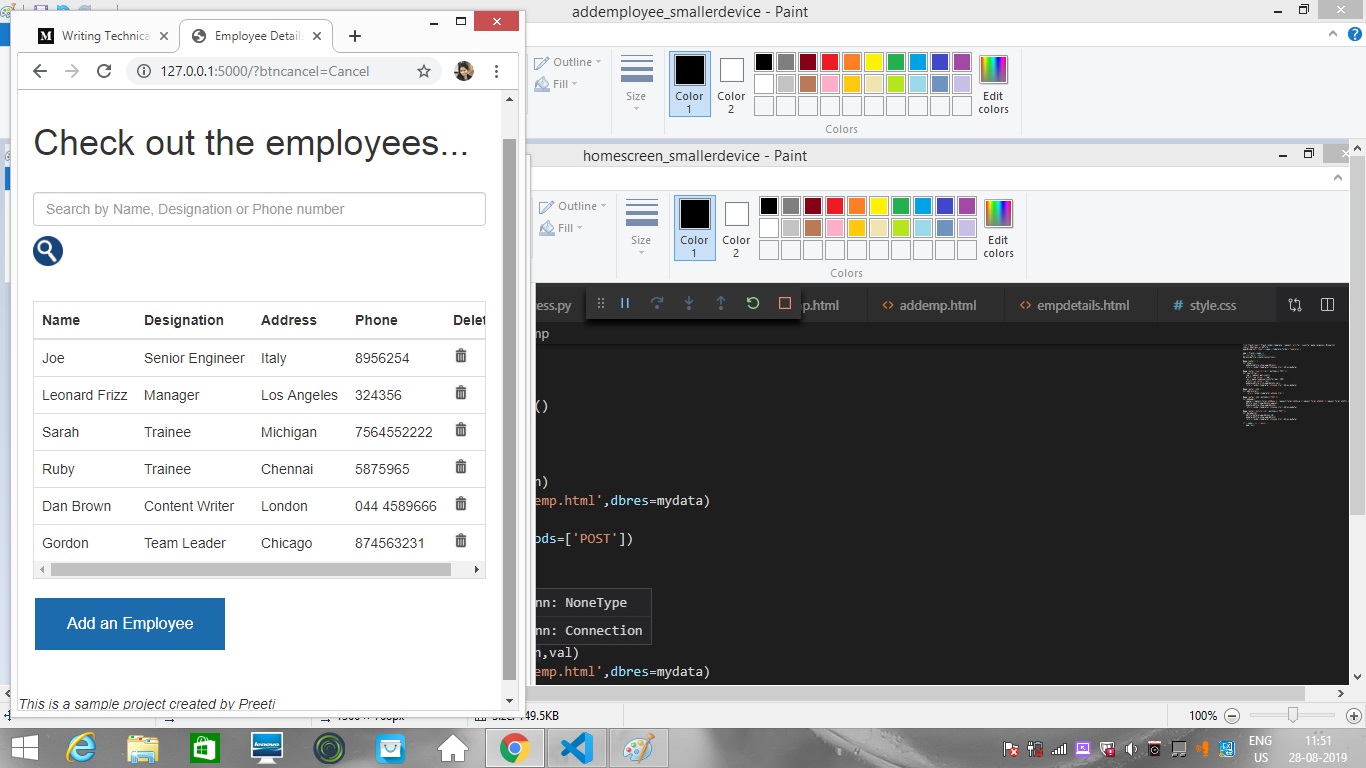 addemployee_smallerdevice - Paint
Writing Technica
Employee Details
127.0.0.1:5000/?btncancel=Cancel
Outline
Fill
Size
Color 1
Color 2
Edit colors
Colors
Check out the employees...
Search by Name, Designation or Phone number
homescreen_smallerdevice - Paint
Outline
Fill
Size
Color 1
Color 2
Edit colors
Colors
Name Designation Address Phone Delet
Joe Senior Engineer Italy 8956254
Leonard Frizz Manager Los Angeles 324356
Sarah Trainee Michigan 7564552222
Ruby Trainee Chennai 5875965
Dan Brown Content Writer London 044 4589666
Gordon Team Leader Chicago 874563231
Add an Employee
This is a sample project created by Preeti
ess.py
p.html
<> addemp.html
<> empdetails.html
# style.css
mp
()
n)
emp.html',dbres=mydata)
ods=['POST'])
nn: NoneType
nn: Connection
n,val)
emp.html',dbres=mydata)
149.5KB
100%
lenovo
ENG US
11:51
28-08-2019